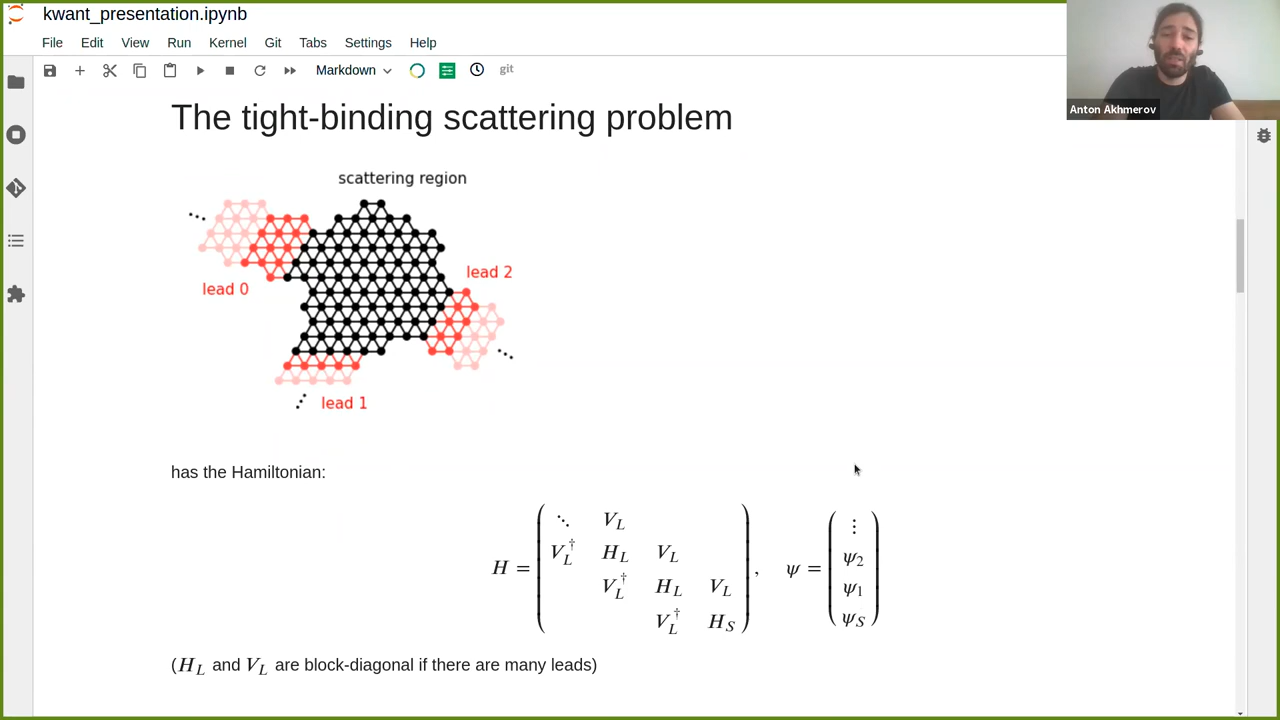 kwant_presentation.ipynb
File Edit View Run Kernel Git Tabs Settings Help
Markdown git
Anton Akhmerov
The tight-binding scattering problem
scattering region
lead 0
lead 2
lead 1
has the Hamiltonian:
H = ( ⋱ V_L
V_L^† H_L V_L
V_L^† H_L V_L
V_L^† H_S ), ψ = ( ⋮
ψ_2
ψ_1
ψ_S )
(H_L and V_L are block-diagonal if there are many leads)